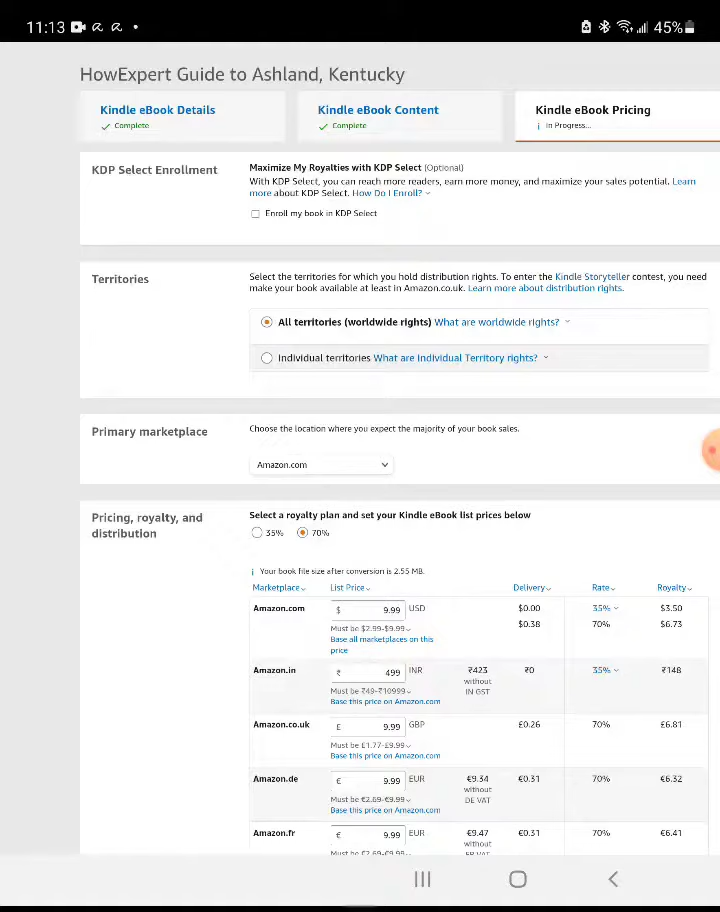 11:13
45%
HowExpert Guide to Ashland, Kentucky
Kindle eBook Details
Complete
Kindle eBook Content
Complete
Kindle eBook Pricing
In Progress...
KDP Select Enrollment
Maximize My Royalties with KDP Select (Optional)
With KDP Select, you can reach more readers, earn more money, and maximize your sales potential. Learn
more about KDP Select. How Do I Enroll?
Enroll my book in KDP Select
Territories
Select the territories for which you hold distribution rights. To enter the Kindle Storyteller contest, you need
make your book available at least in Amazon.co.uk. Learn more about distribution rights.
All territories (worldwide rights) What are worldwide rights?
Individual territories What are Individual Territory rights?
Primary marketplace
Choose the location where you expect the majority of your book sales.
Amazon.com
Pricing, royalty, and
distribution
Select a royalty plan and set your Kindle eBook list prices below
35% 70%
Your book file size after conversion is 2.55 MB.
Marketplace List Price Delivery Rate Royalty
Amazon.com $ 9.99 USD $0.00 35% $3.50
Must be $2.99-$9.99 $0.38 70% $6.73
Base all marketplaces on this
price
Amazon.in ₹ 499 INR ₹423 ₹0 35% ₹148
without
IN GST
Must be ₹49-₹10999
Base this price on Amazon.com
Amazon.co.uk £ 9.99 GBP £0.26 70% £6.81
Must be £1.77-£9.99
Base this price on Amazon.com
Amazon.de € 9.99 EUR €9.34 €0.31 70% €6.32
without
DE VAT
Must be €2.69-€9.99
Base this price on Amazon.com
Amazon.fr € 9.99 EUR €9.47 €0.31 70% €6.41
without
FR VAT
Must be €2.69-€9.99